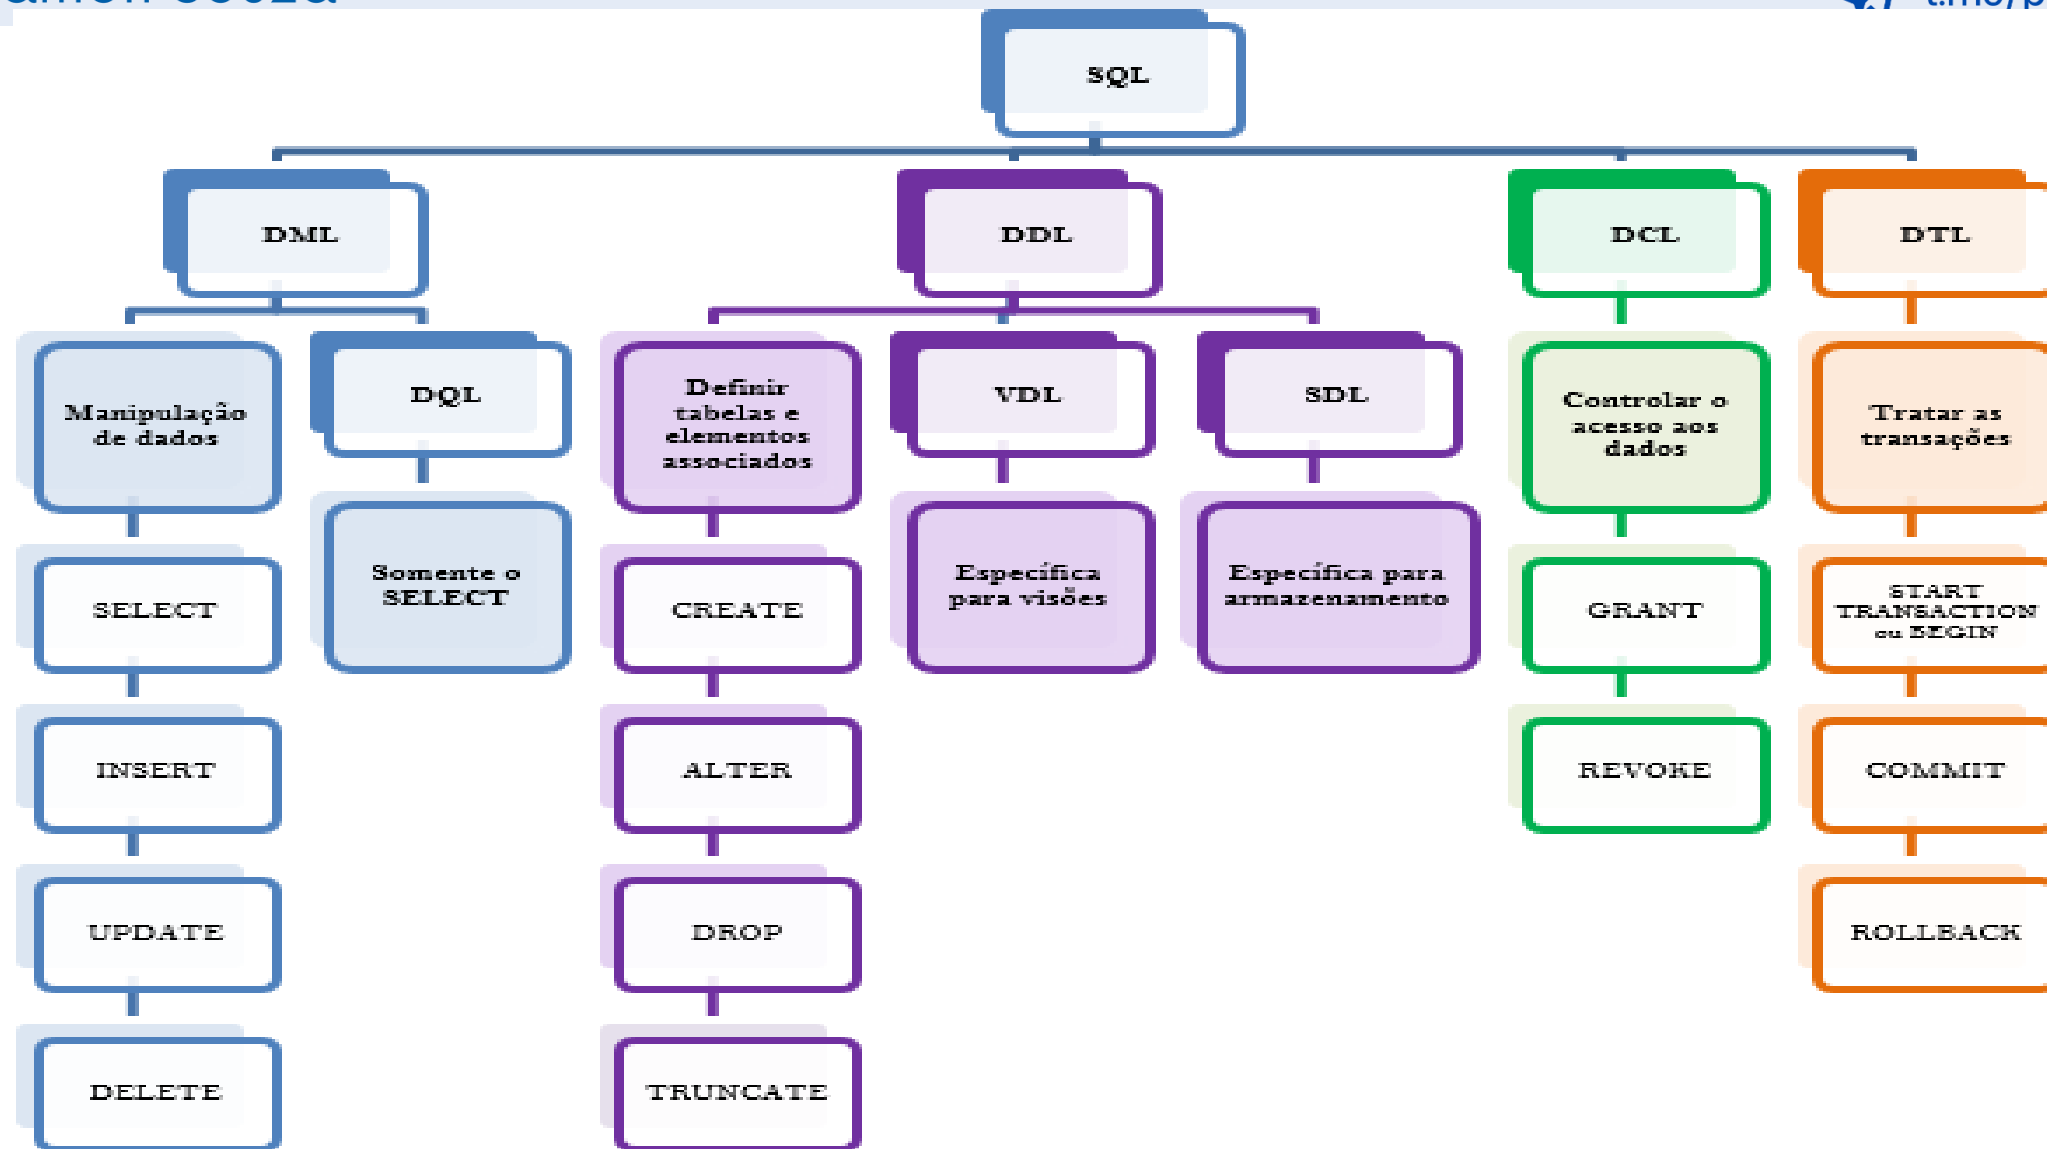 SQL
DML
DDL
DCL
DTL
Manipulação
de dados
DQL
Definir
tabelas e
elementos
associados
VDL
SDL
Controlar o
acesso aos
dados
Tratar as
transações
SELECT
Somente o
SELECT
CREATE
Específica
para visões
Específica para
armazenamento
GRANT
START
TRANSACTION
ou BEGIN
INSERT
ALTER
REVOKE
COMMIT
UPDATE
DROP
ROLLBACK
DELETE
TRUNCATE